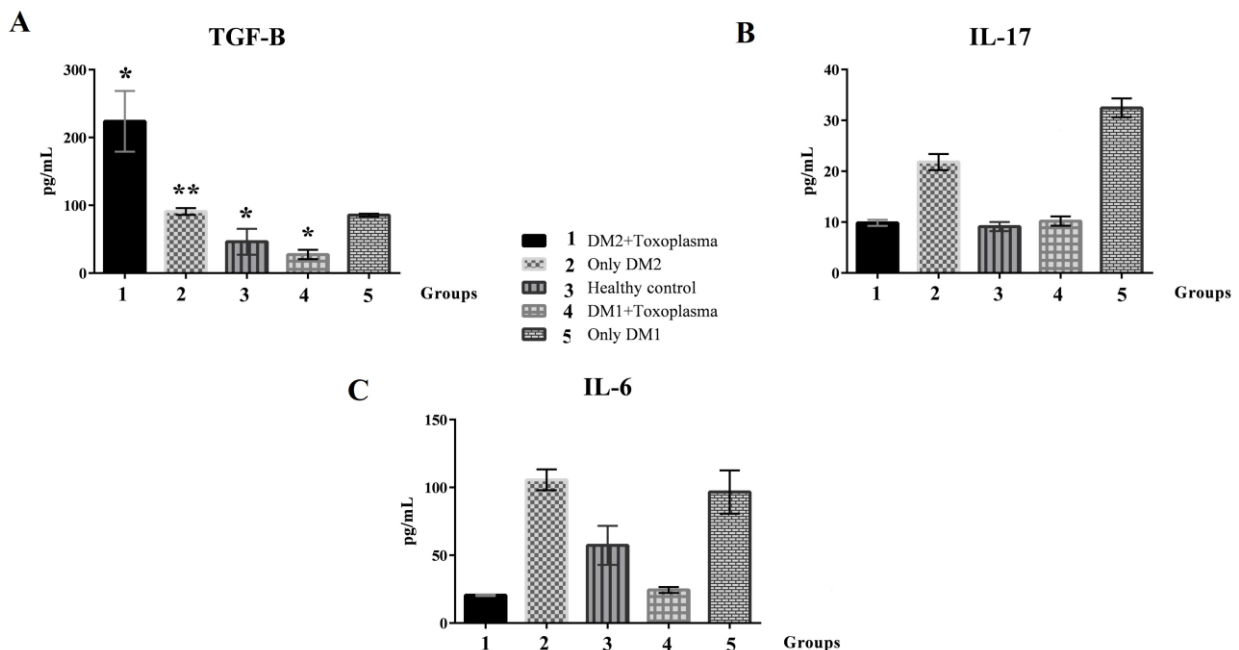 A
TGF-B
300
200
100
0
pg/mL
*
**
*
*
1 2 3 4 5 Groups
1 DM2+Toxoplasma
2 Only DM2
3 Healthy control
4 DM1+Toxoplasma
5 Only DM1
B
IL-17
40
30
20
10
0
pg/mL
1 2 3 4 5 Groups
C
IL-6
150
100
50
0
pg/mL
1 2 3 4 5 Groups